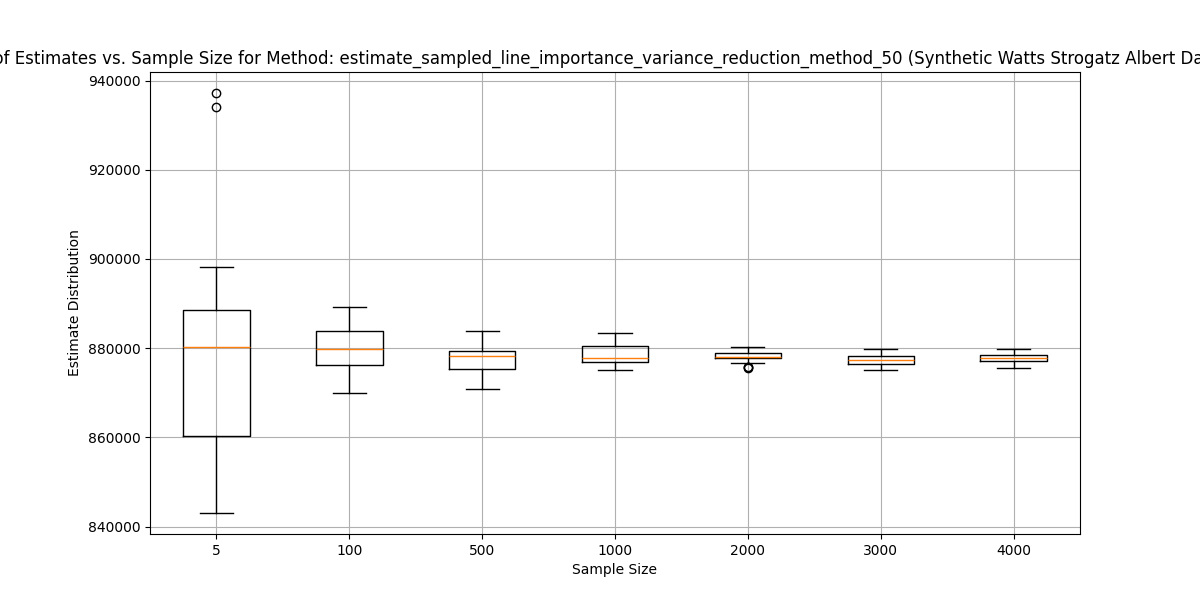 of Estimates vs. Sample Size for Method: estimate_sampled_line_importance_variance_reduction_method_50 (Synthetic Watts Strogatz Albert Da
940000
920000
900000
880000
860000
840000
Estimate Distribution
5 100 500 1000 2000 3000 4000
Sample Size